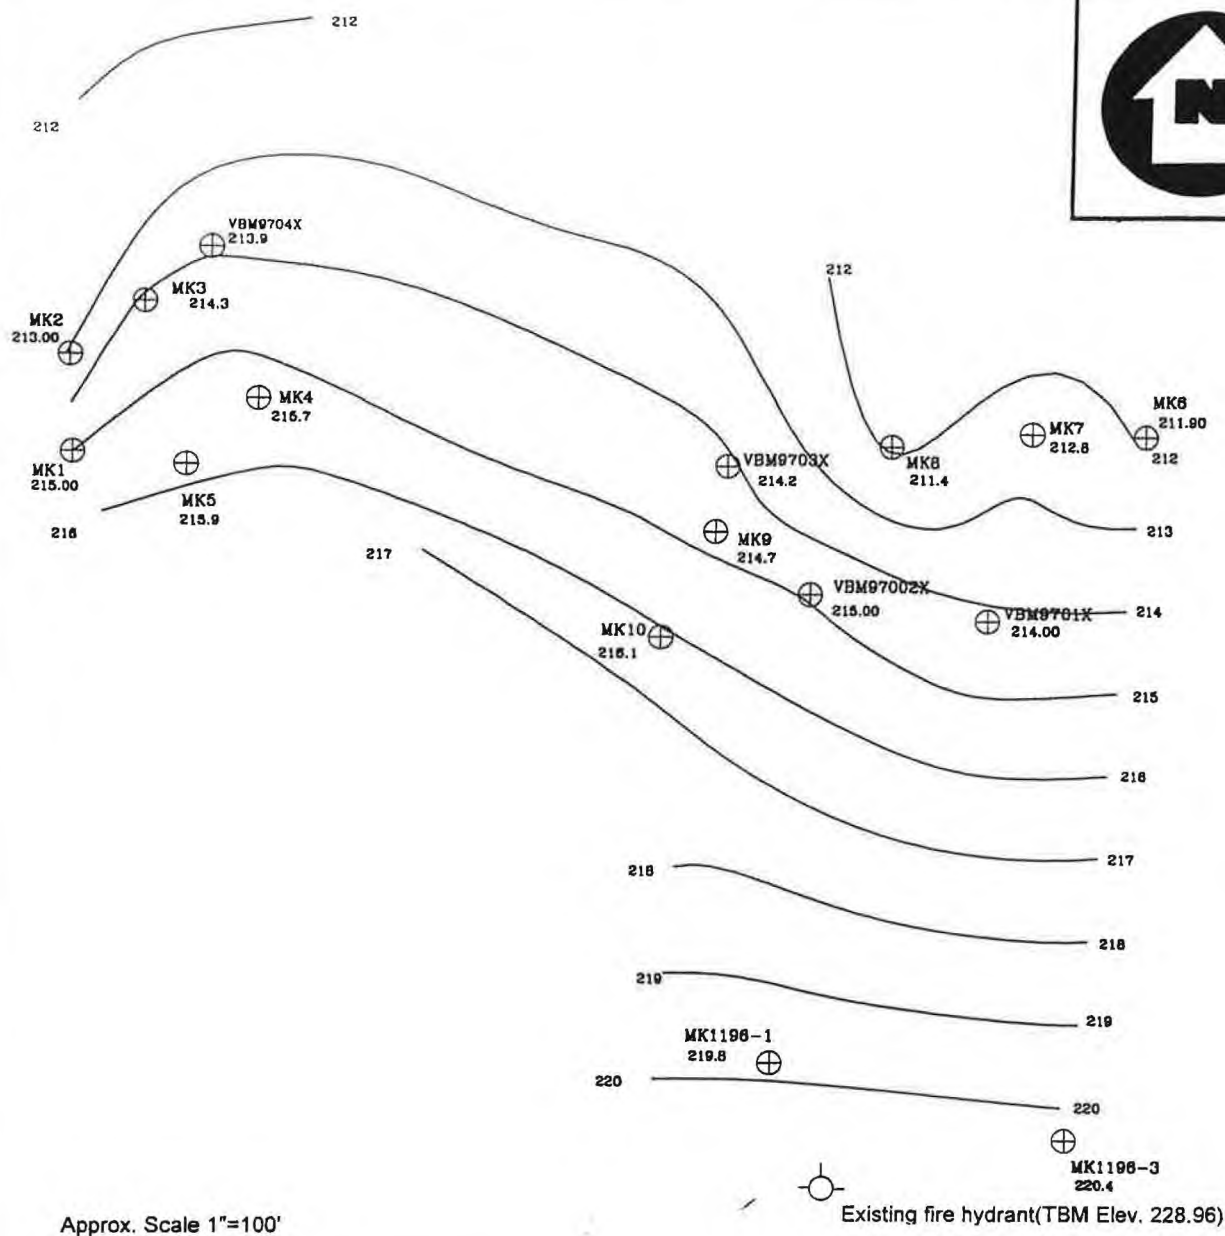 212
212
N
VBM9704X
213.9
212
MK3
214.3
MK2
213.00
MK4
215.7
MK6
211.90
MK7
212.8
212
MK8
211.4
VBM9703X
214.2
MK1
215.00
MK5
215.9
216
213
MK9
214.7
217
VBM97002X
215.00
214
VBM9701X
214.00
MK10
216.1
215
216
217
218
218
219
219
MK1196-1
219.8
220
220
MK1196-3
220.4
Existing fire hydrant(TBM Elev. 228.96)
Approx. Scale 1"=100'